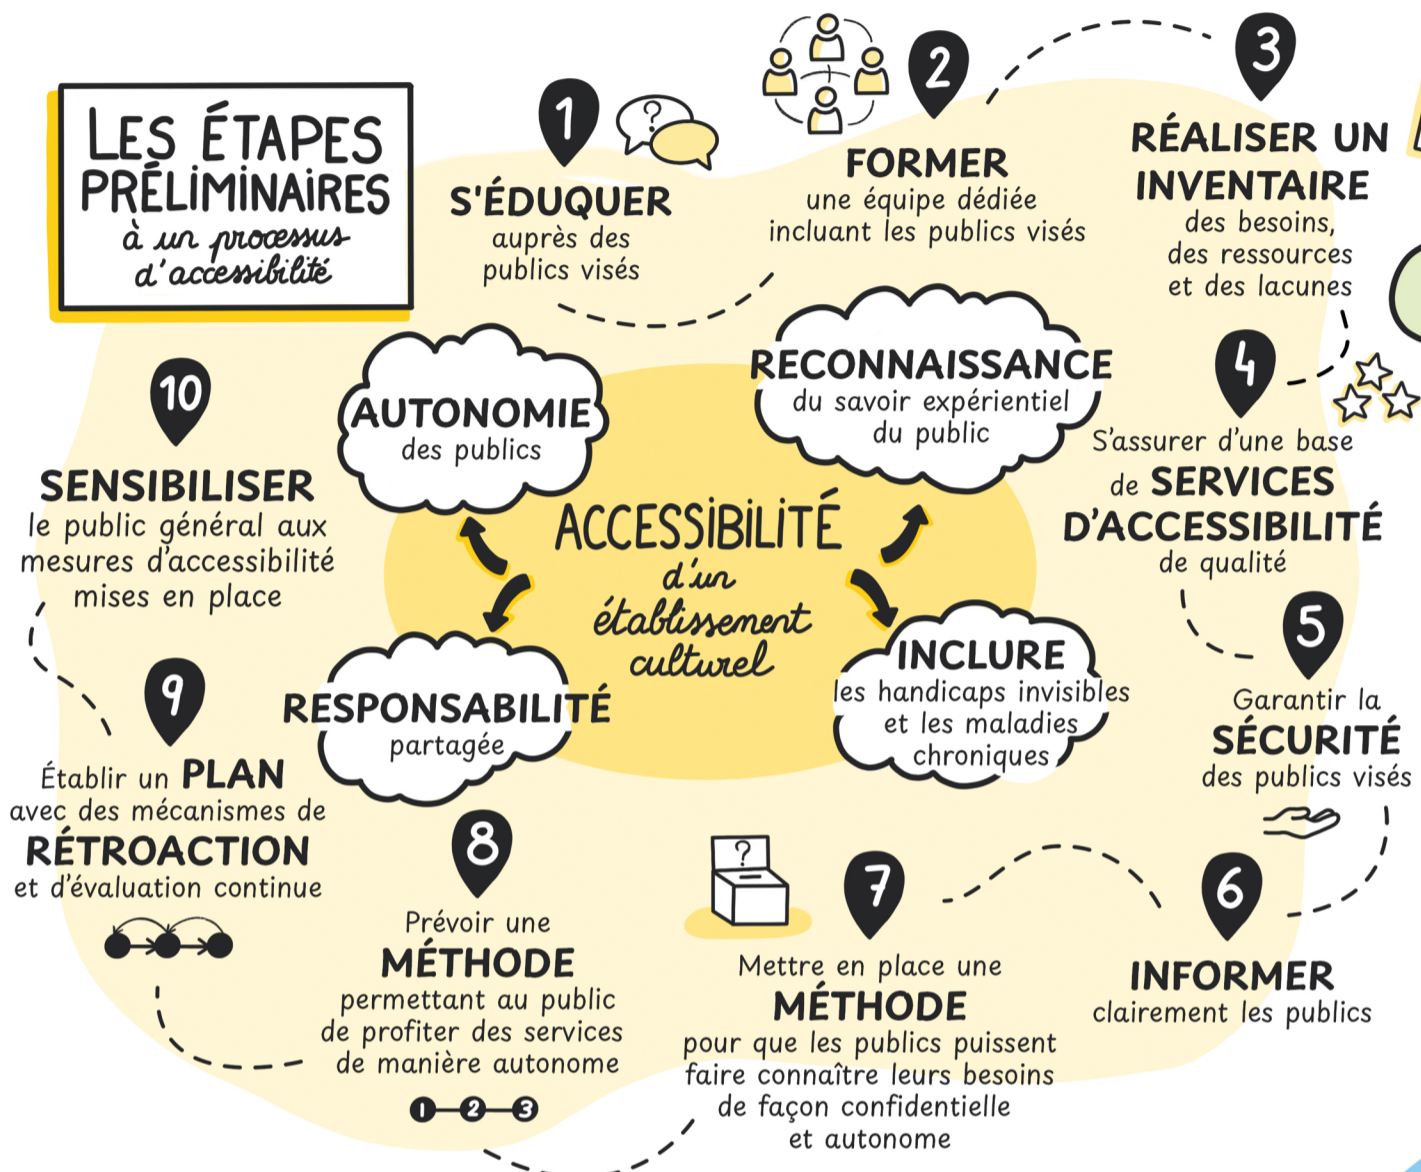 LES ÉTAPES
PRÉLIMINAIRES
à un processus
d'accessibilité
1
S'ÉDUQUER
auprès des
publics visés
2
FORMER
une équipe dédiée
incluant les publics visés
3
RÉALISER UN
INVENTAIRE
des besoins,
des ressources
et des lacunes
4
S'assurer d'une base
de SERVICES
D'ACCESSIBILITÉ
de qualité
5
Garantir la
SÉCURITÉ
des publics visés
6
INFORMER
clairement les publics
?
7
Mettre en place une
MÉTHODE
pour que les publics puissent
faire connaître leurs besoins
de façon confidentielle
et autonome
8
Prévoir une
MÉTHODE
permettant au public
de profiter des services
de manière autonome
1 2 3
9
Établir un PLAN
avec des mécanismes de
RÉTROACTION
et d'évaluation continue
10
SENSIBILISER
le public général aux
mesures d'accessibilité
mises en place
?
ACCESSIBILITÉ
d'un
établissement
culturel
AUTONOMIE
des publics
RECONNAISSANCE
du savoir expérientiel
du public
RESPONSABILITÉ
partagée
INCLURE
les handicaps invisibles
et les maladies
chroniques